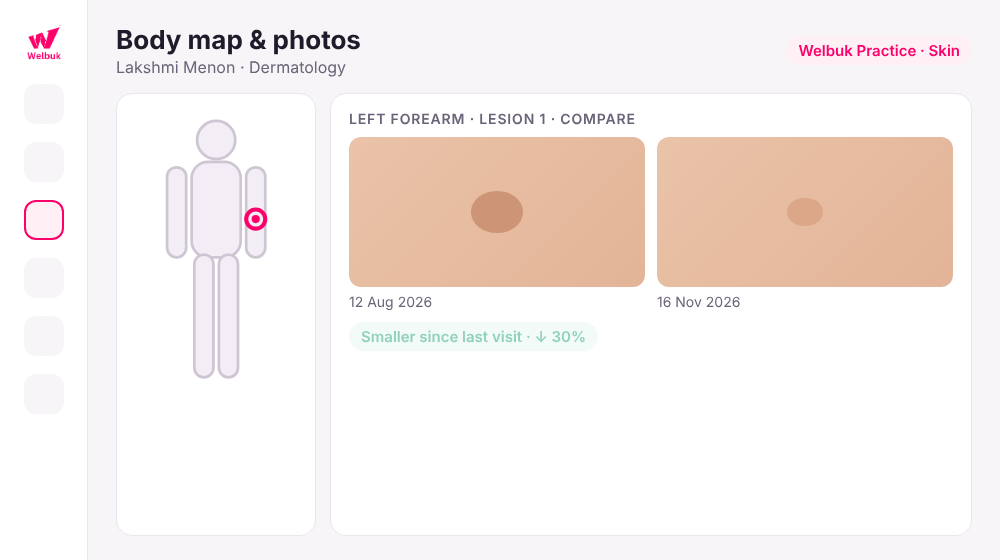 Welbuk
Body map & photos
Lakshmi Menon · Dermatology
Welbuk Practice · Skin
LEFT FOREARM · LESION 1 · COMPARE
12 Aug 2026
16 Nov 2026
Smaller since last visit · ↓ 30%